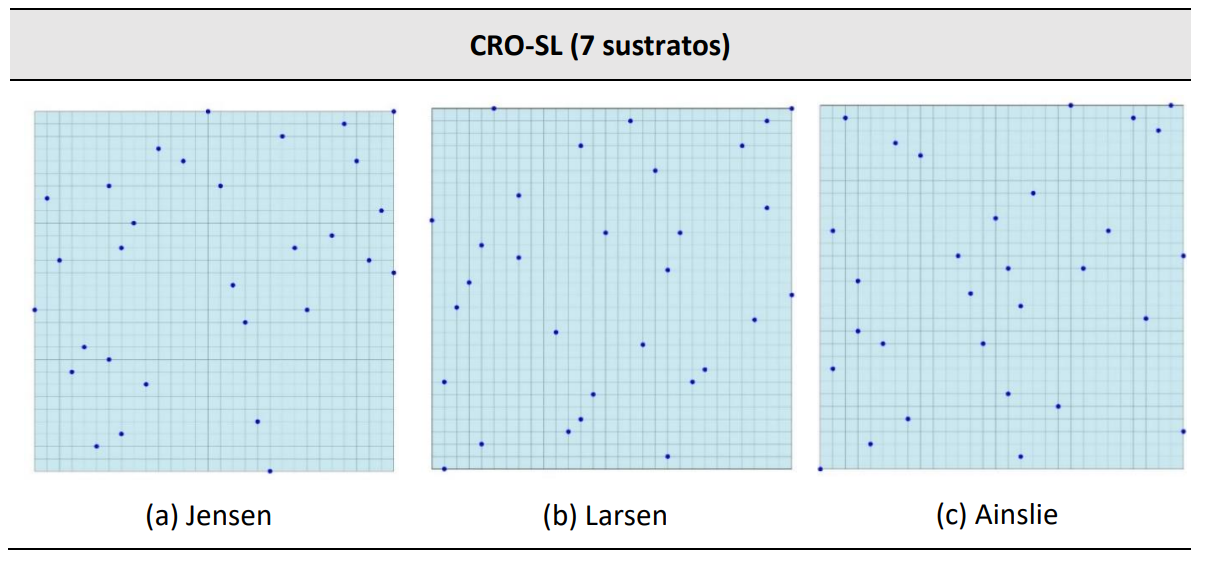 CRO-SL (7 sustratos)
(a) Jensen
(b) Larsen
(c) Ainslie